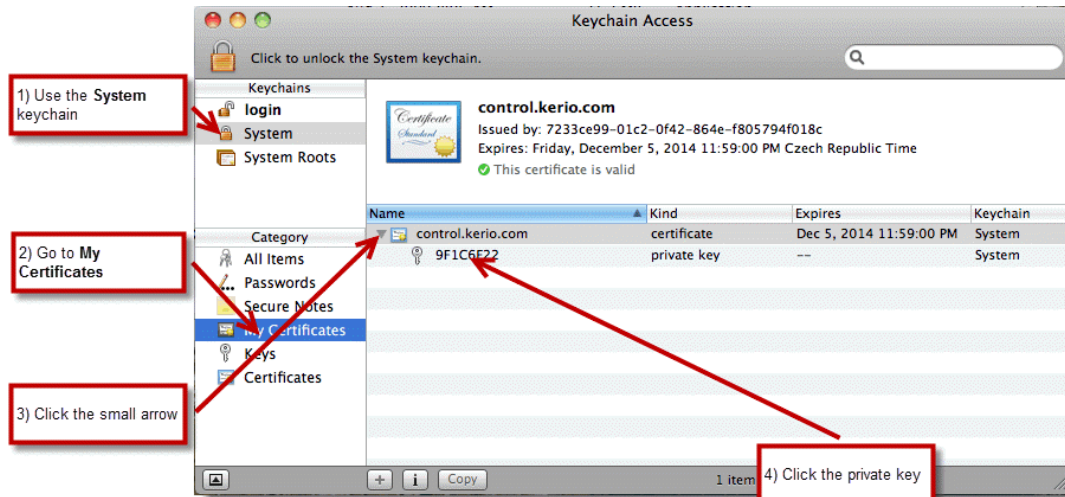 Keychain Access
Click to unlock the System keychain.
1) Use the System
keychain
Keychains
login
System
System Roots
Certificate
Standard
control.kerio.com
Issued by: 7233ce99-01c2-0f42-864e-f805794f018c
Expires: Friday, December 5, 2014 11:59:00 PM Czech Republic Time
This certificate is valid
Name Kind Expires Keychain
control.kerio.com certificate Dec 5, 2014 11:59:00 PM System
9F1C6E22 private key -- System
2) Go to My
Certificates
Category
All Items
Passwords
Secure Notes
My Certificates
Keys
Certificates
3) Click the small arrow
4) Click the private key
+ i Copy
1 item